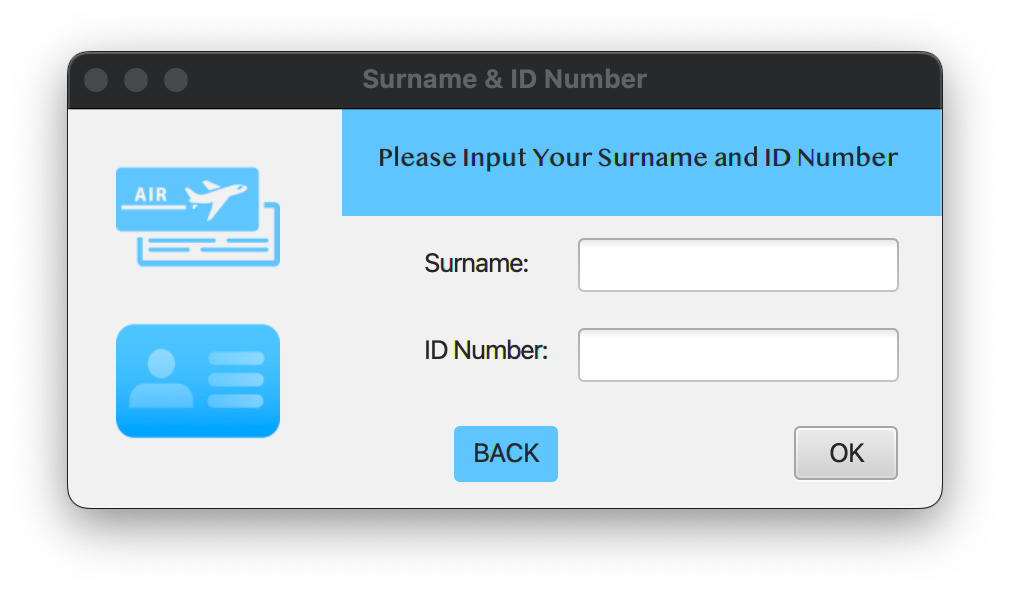 Surname & ID Number
Please Input Your Surname and ID Number
AIR
Surname:
ID Number:
BACK
OK